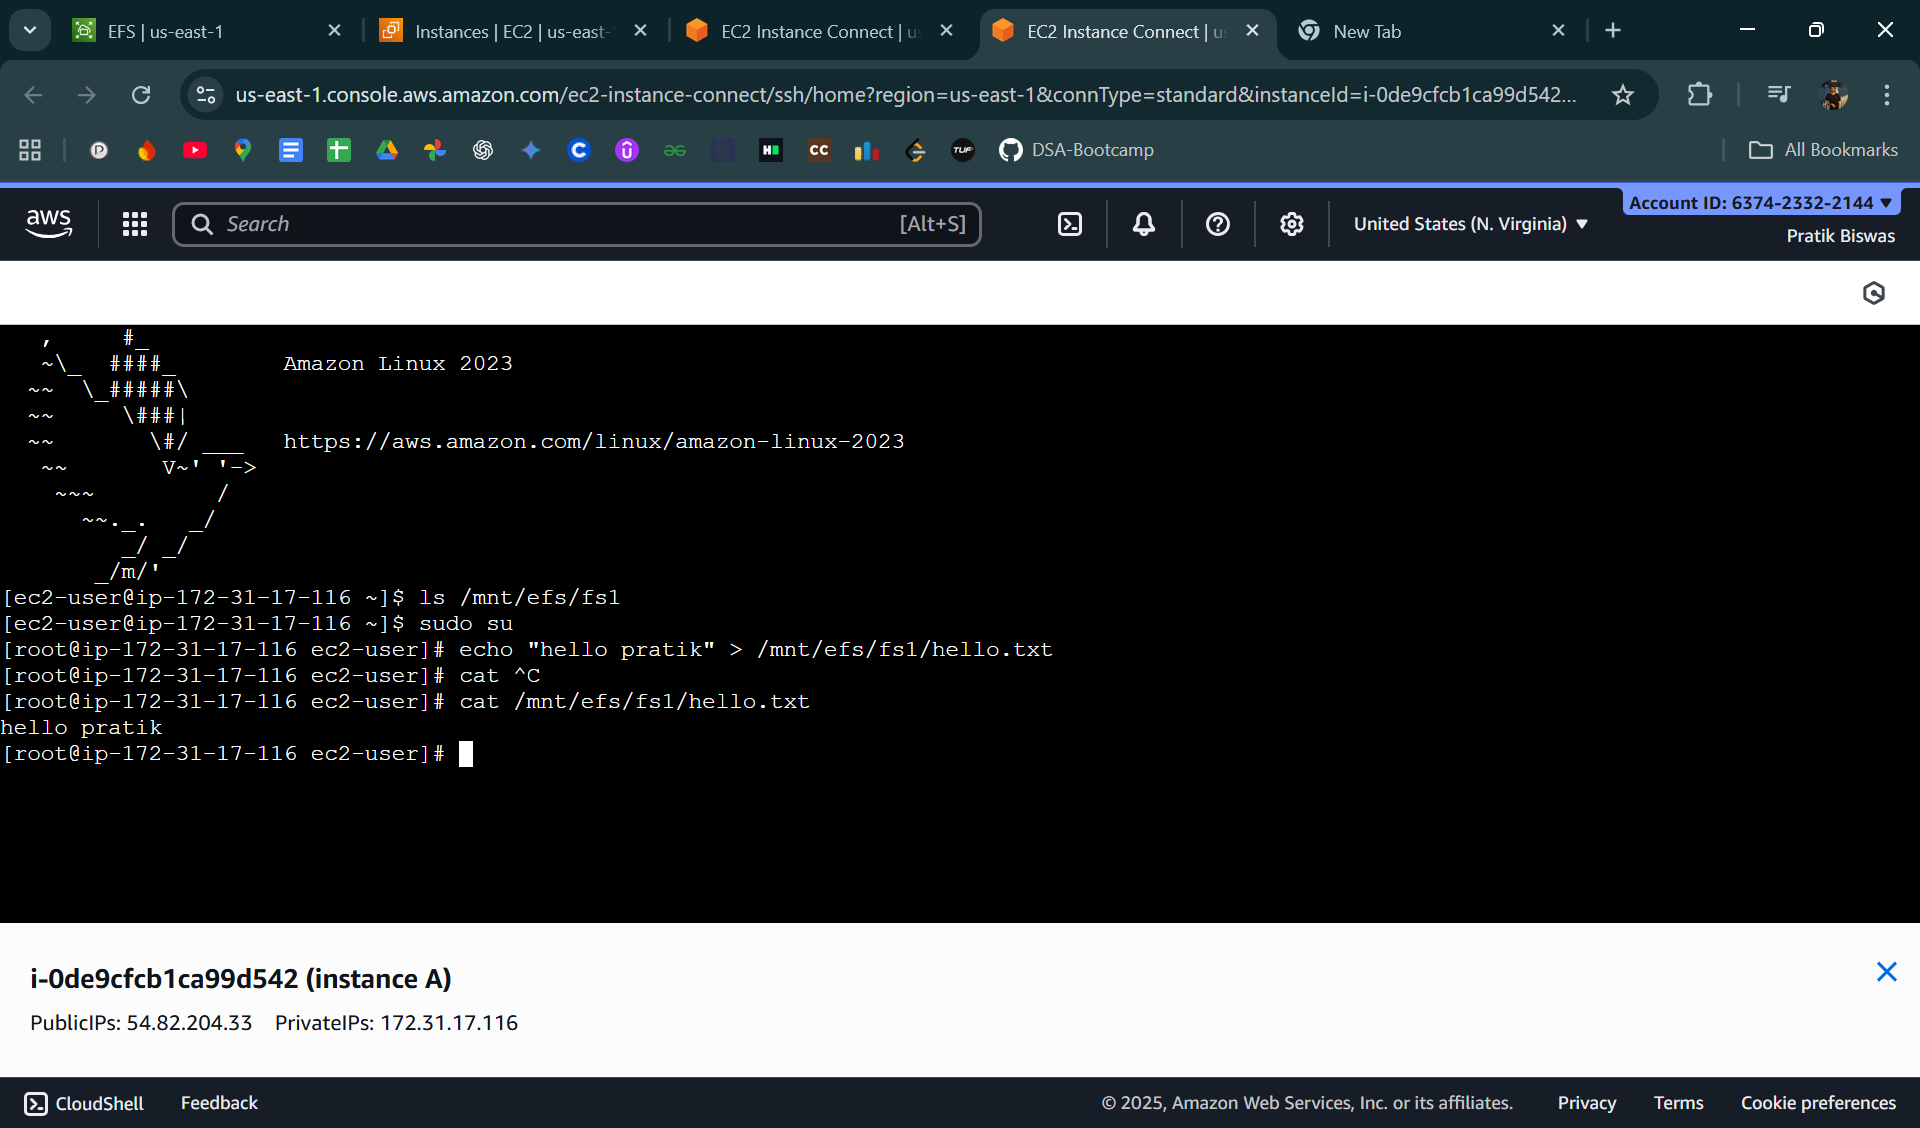 EFS | us-east-1
Instances | EC2 | us-east-
EC2 Instance Connect | us
EC2 Instance Connect | us
New Tab
us-east-1.console.aws.amazon.com/ec2-instance-connect/ssh/home?region=us-east-1&connType=standard&instanceId=i-0de9cfcb1ca99d542...
CC
TUF
DSA-Bootcamp
All Bookmarks
aws
Search
[Alt+S]
United States (N. Virginia) ▼
Account ID: 6374-2332-2144 ▼
Pratik Biswas
   ,     #_
   ~\_  ####_        Amazon Linux 2023
  ~~  \_#####\
  ~~     \###|
  ~~       \#/ ___   https://aws.amazon.com/linux/amazon-linux-2023
   ~~       V~' '->
    ~~~         /
      ~~._.   _/
         _/ _/
       _/m/'
[ec2-user@ip-172-31-17-116 ~]$ ls /mnt/efs/fs1
[ec2-user@ip-172-31-17-116 ~]$ sudo su
[root@ip-172-31-17-116 ec2-user]# echo "hello pratik" > /mnt/efs/fs1/hello.txt
[root@ip-172-31-17-116 ec2-user]# cat ^C
[root@ip-172-31-17-116 ec2-user]# cat /mnt/efs/fs1/hello.txt
hello pratik
[root@ip-172-31-17-116 ec2-user]#
i-0de9cfcb1ca99d542 (instance A)
PublicIPs: 54.82.204.33 PrivateIPs: 172.31.17.116
CloudShell
Feedback
© 2025, Amazon Web Services, Inc. or its affiliates.
Privacy
Terms
Cookie preferences